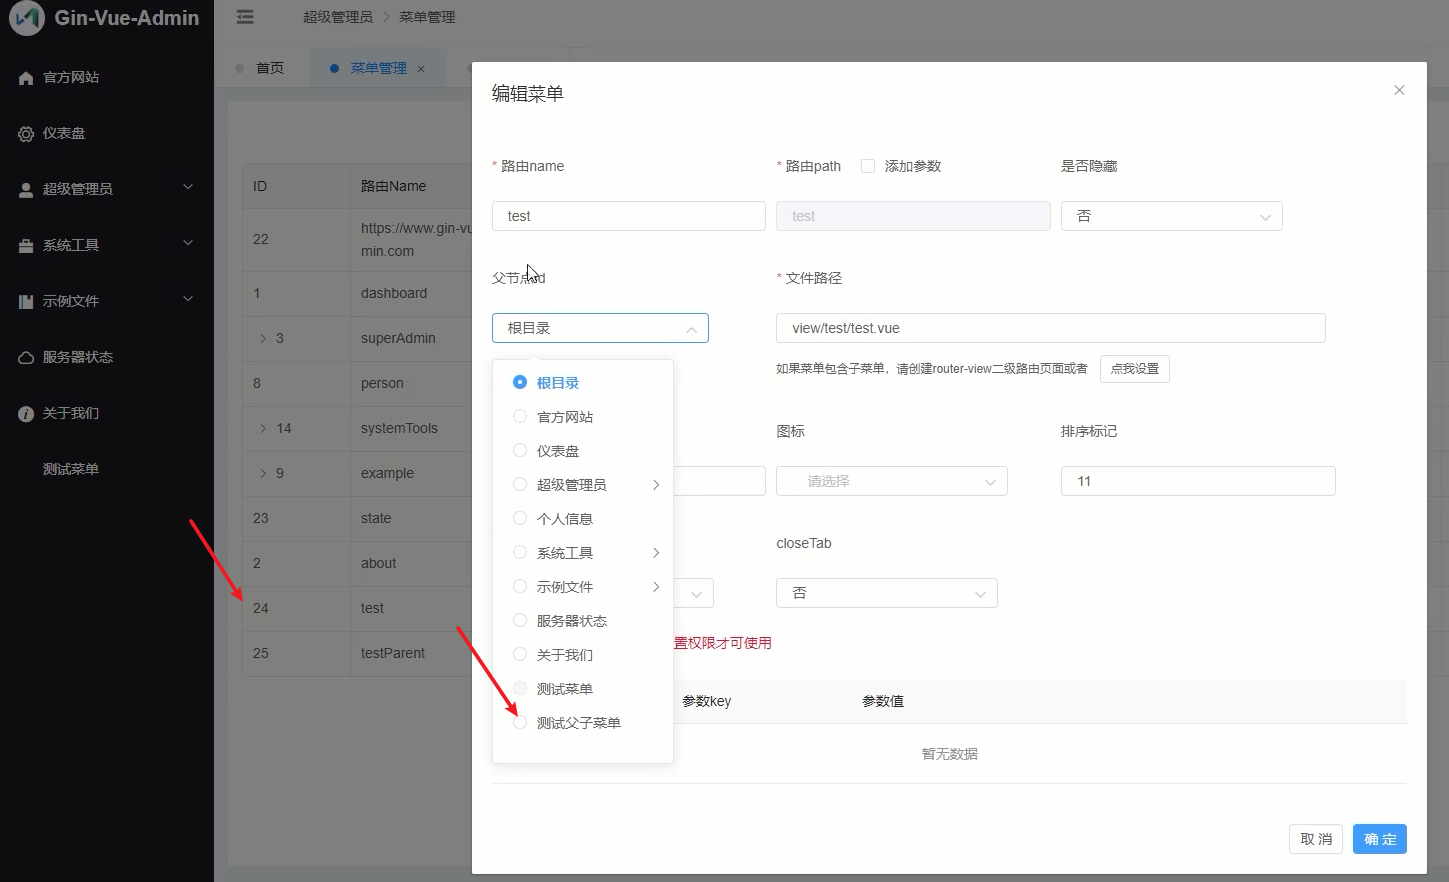 Gin-Vue-Admin
官方网站
仪表盘
超级管理员
系统工具
示例文件
服务器状态
关于我们
测试菜单
超级管理员 > 菜单管理
首页
菜单管理 ×
ID 路由Name
22 https://www.gin-vu
min.com
1 dashboard
3 superAdmin
8 person
14 systemTools
9 example
23 state
2 about
24 test
25 testParent
编辑菜单
* 路由name
* 路由path 添加参数
是否隐藏
test
test
否
父节点id
* 文件路径
根目录
view/test/test.vue
如果菜单包含子菜单，请创建router-view二级路由页面或者 点我设置
根目录
官方网站
仪表盘
超级管理员
个人信息
系统工具
示例文件
服务器状态
关于我们
测试菜单
测试父子菜单
图标
排序标记
请选择
11
closeTab
否
置权限才可使用
参数key 参数值
暂无数据
取 消 确 定